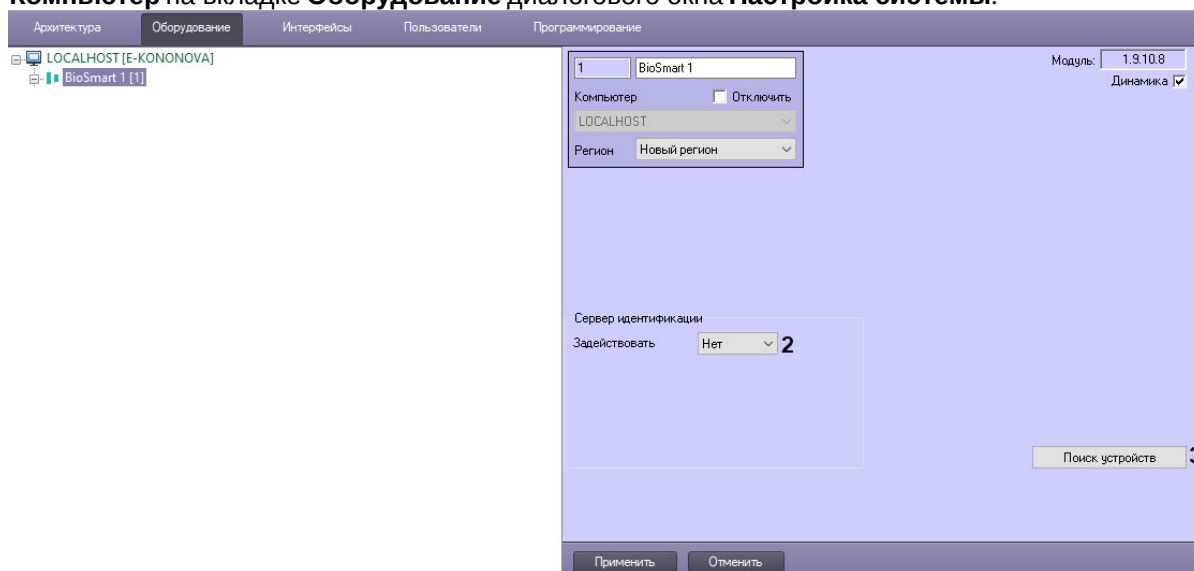 Компьютер на вкладке Оборудование диалогового окна Настройка системы.
Архитектура Оборудование Интерфейсы Пользователи Программирование
LOCALHOST [E-KONONOVA]
BioSmart 1 [1]
1 BioSmart 1
Модуль: 1.9.10.8
Динамика
Компьютер Отключить
LOCALHOST
Регион Новый регион
Сервер идентификации
Задействовать Нет 2
Поиск устройств 3
Применить Отменить